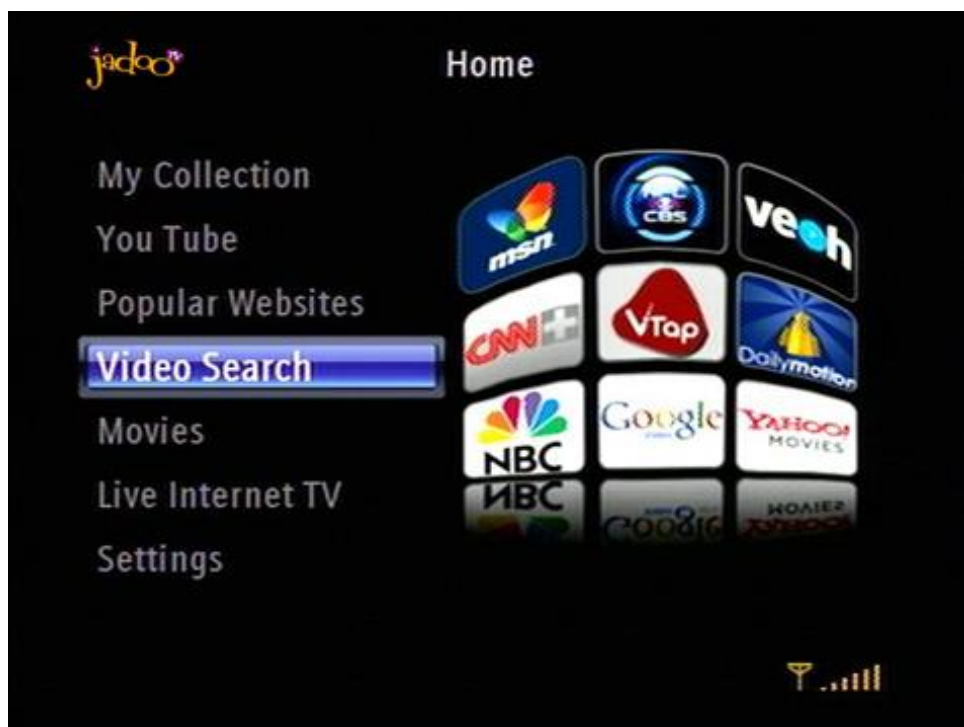 jadoo tv
Home
My Collection
You Tube
Popular Websites
Video Search
Movies
Live Internet TV
Settings
msn
CBS
veoh
CNN
VTap
Dailymotion
NBC
Google
YAHOO!
MOVIES